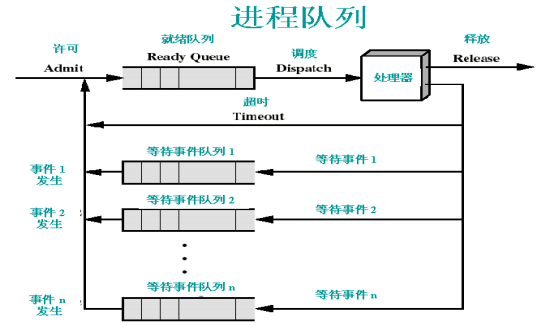 进程队列
许可
Admit
就绪队列
Ready Queue
调度
Dispatch
处理器
释放
Release
超时
Timeout
事件 1
发生
等待事件队列 1
等待事件 1
事件 2
发生
等待事件队列 2
等待事件 2
事件 n
发生
等待事件队列 n
等待事件 n